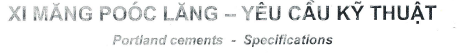 XI MĂNG POÓC LĂNG – YÊU CẦU KỸ THUẬT
Portland cements - Specifications